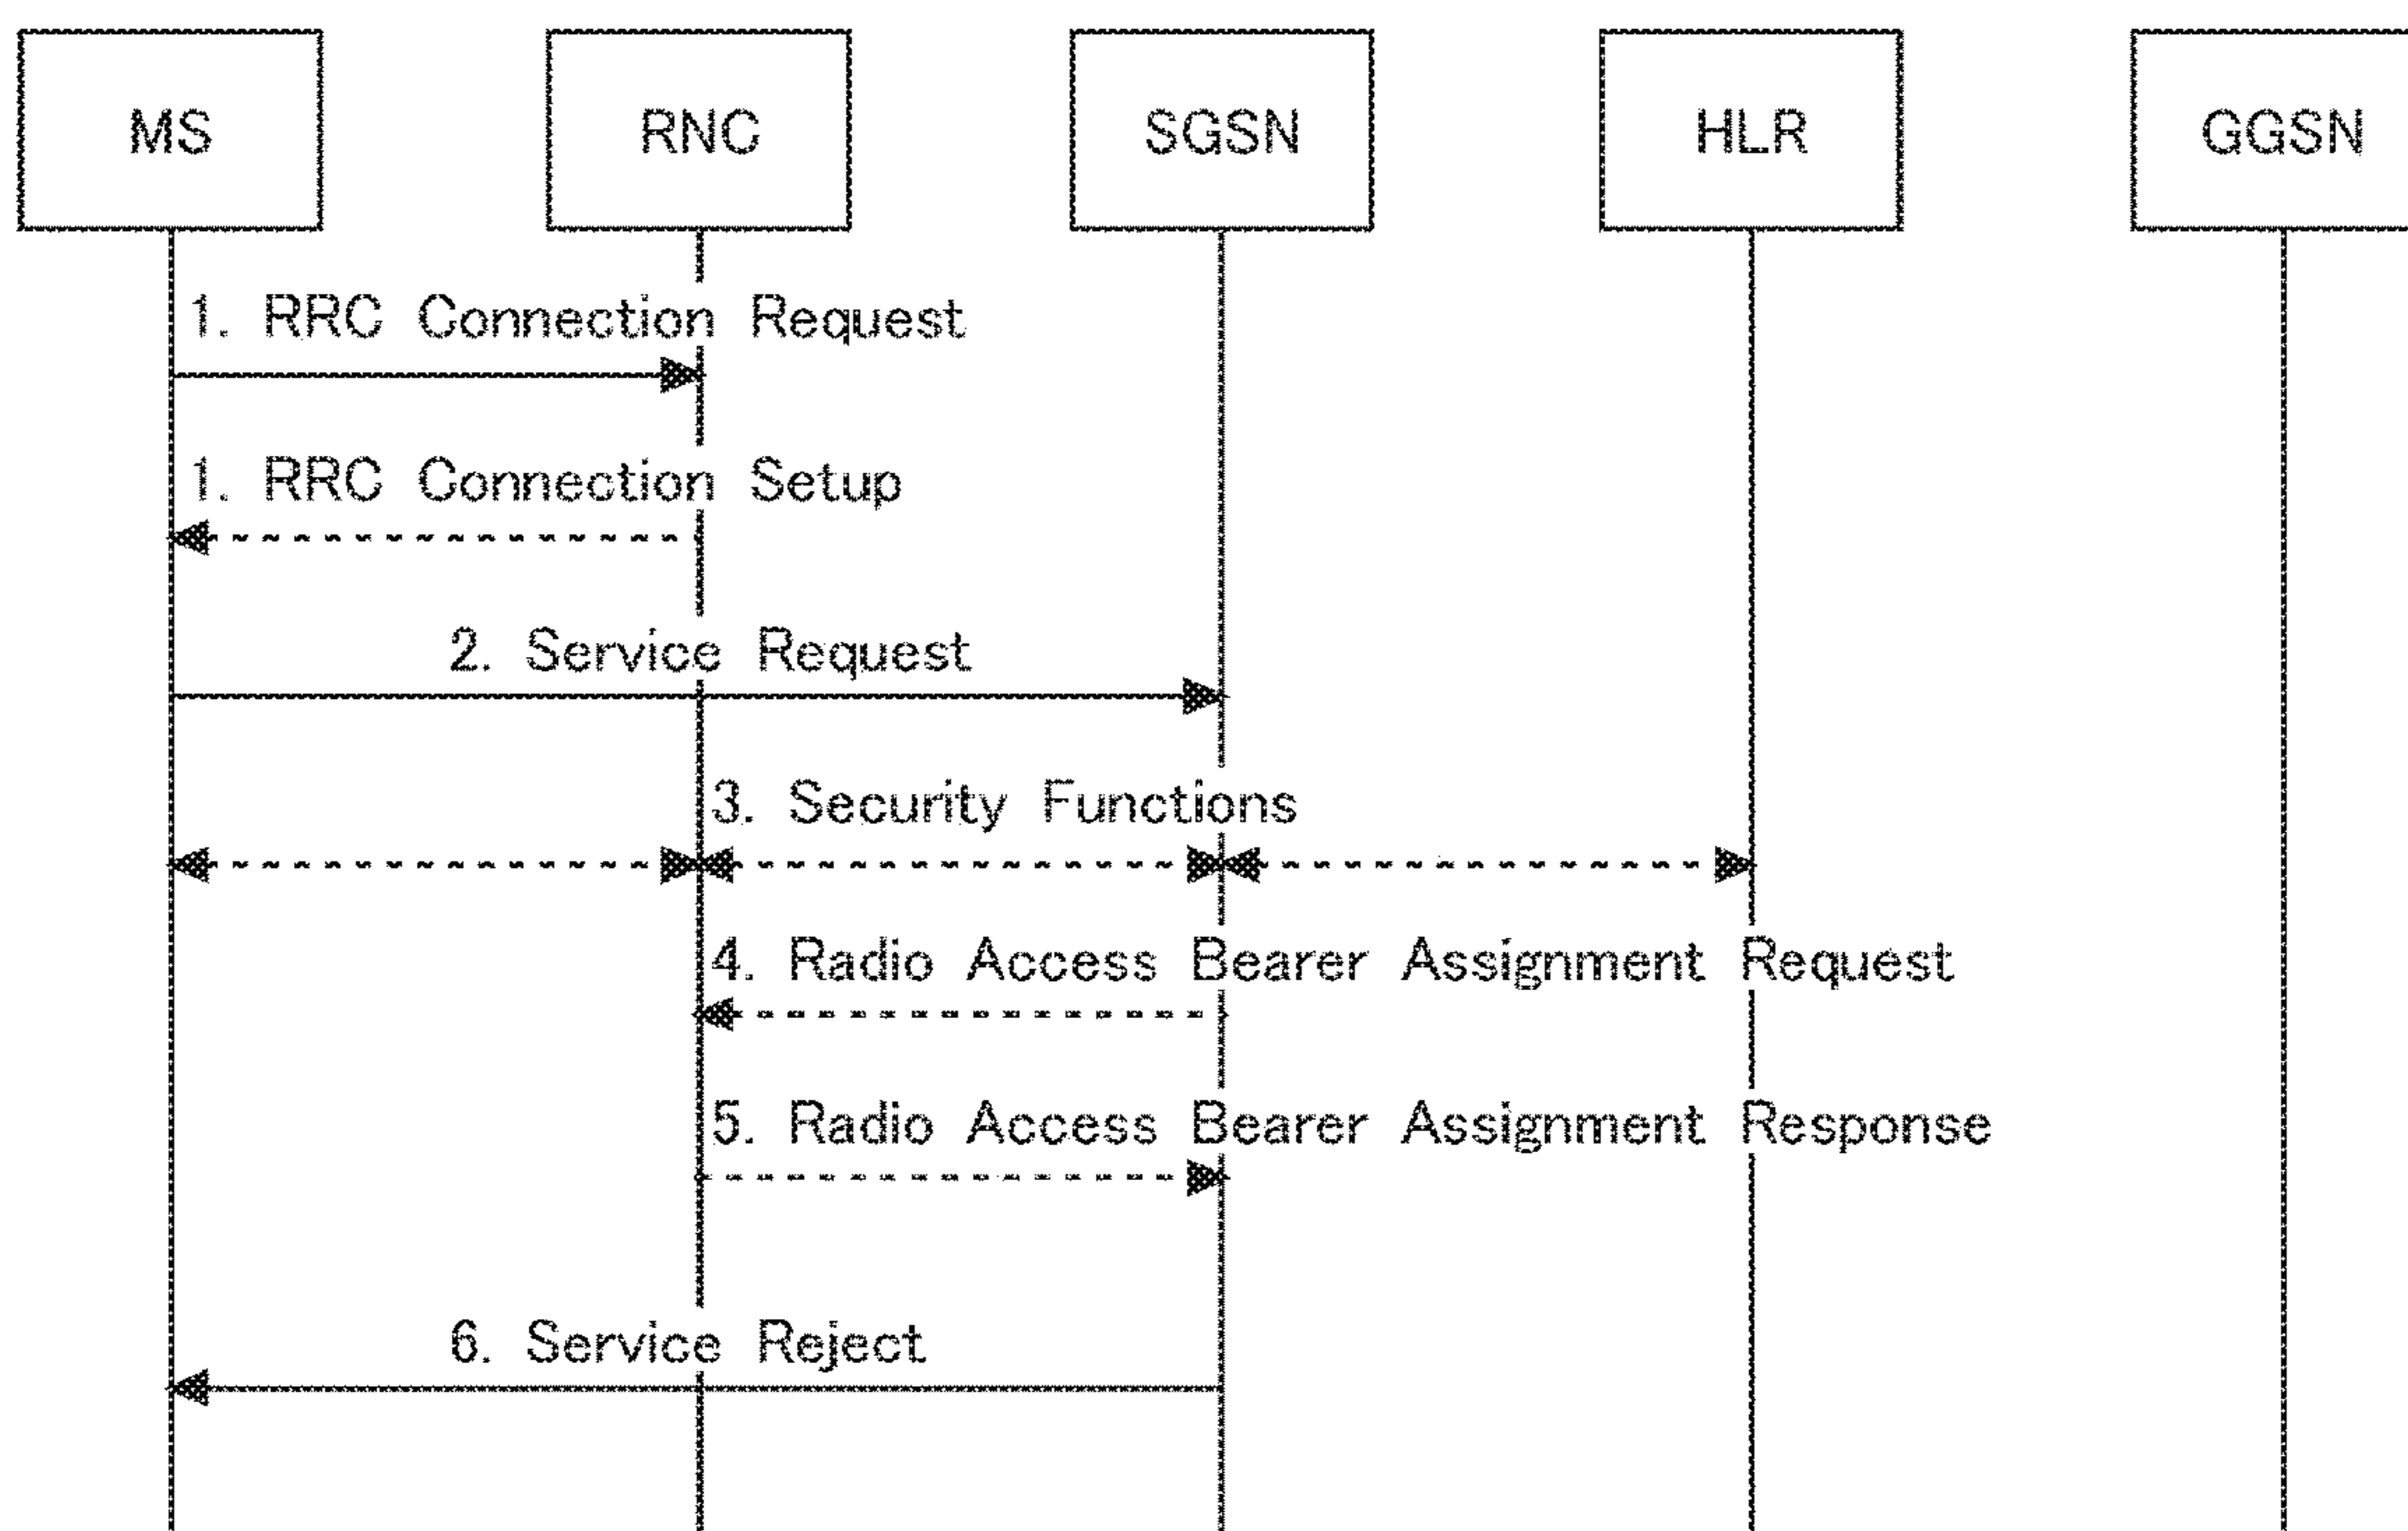 MS RNC SGSN HLR GGSN
1. RRC Connection Request
1. RRC Connection Setup
2. Service Request
3. Security Functions
4. Radio Access Bearer Assignment Request
5. Radio Access Bearer Assignment Response
6. Service Reject